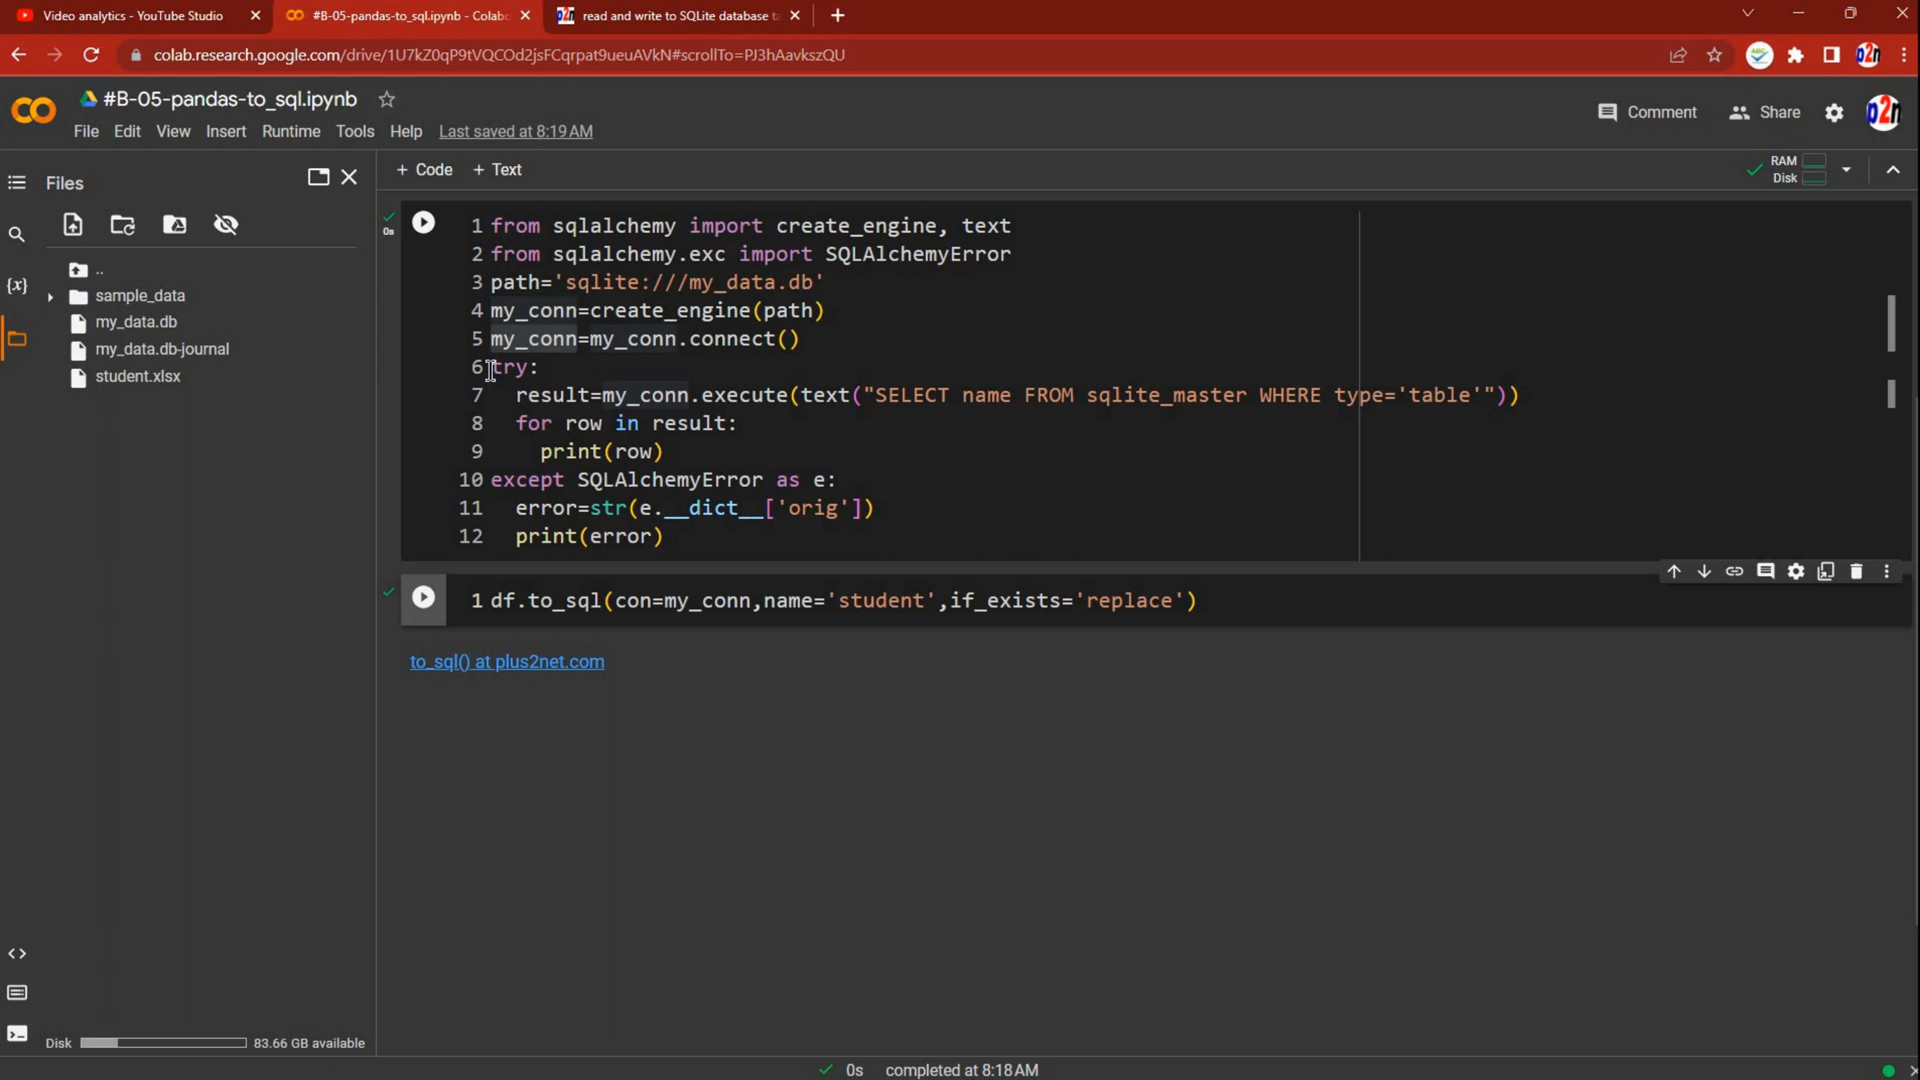 Video analytics - YouTube Studio
#B-05-pandas-to_sql.ipynb - Colab
read and write to SQLite database ta
colab.research.google.com/drive/1U7kZ0qP9tVQCOd2jsFCqrpat9ueuAVkN#scrollTo=PJ3hAavkszQU
#B-05-pandas-to_sql.ipynb
File Edit View Insert Runtime Tools Help Last saved at 8:19 AM
Comment
Share
p2n
Files
+ Code + Text
RAM
Disk
..
sample_data
my_data.db
my_data.db-journal
student.xlsx
0s
1 from sqlalchemy import create_engine, text
2 from sqlalchemy.exc import SQLAlchemyError
3 path='sqlite:///my_data.db'
4 my_conn=create_engine(path)
5 my_conn=my_conn.connect()
6 try:
7 result=my_conn.execute(text("SELECT name FROM sqlite_master WHERE type='table'"))
8 for row in result:
9 print(row)
10 except SQLAlchemyError as e:
11 error=str(e.__dict__['orig'])
12 print(error)
1 df.to_sql(con=my_conn,name='student',if_exists='replace')
to_sql() at plus2net.com
Disk 83.66 GB available
0s completed at 8:18 AM